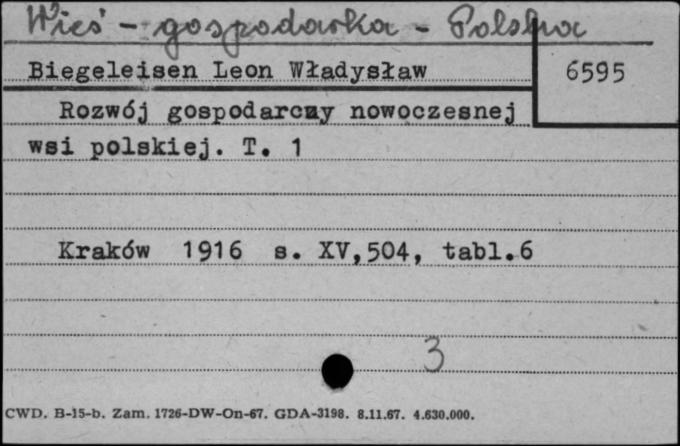 Wieś - gospodarka - Polska
Biegeleisen Leon Władysław
6595
Rozwój gospodarczy nowoczesnej
wsi polskiej. T. 1
Kraków 1916 s. XV,504, tabl.6
3
CWD. B-15-b. Zam. 1726-DW-On-67. GDA-3198. 8.11.67. 4.630.000.